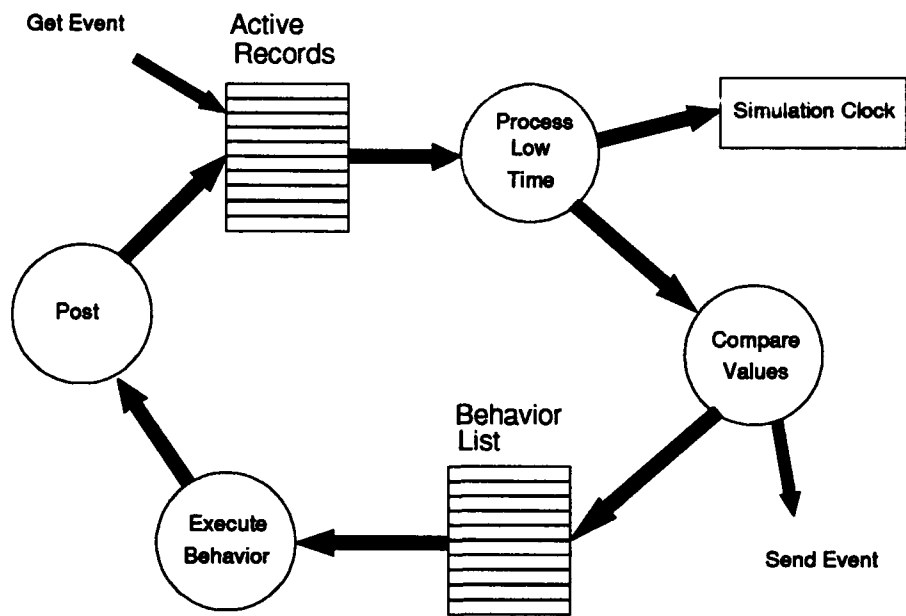 Get Event
Active
Records
Process
Low
Time
Simulation Clock
Post
Compare
Values
Behavior
List
Execute
Behavior
Send Event